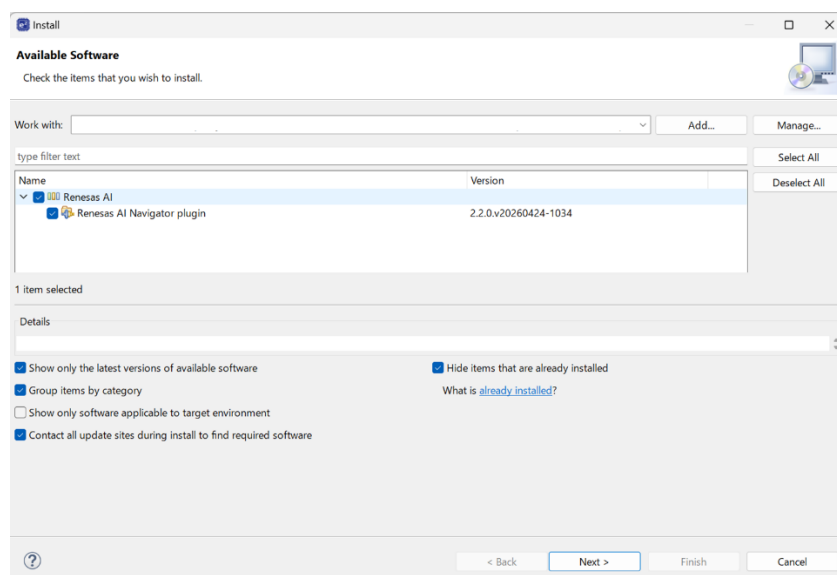 Install
Available Software
Check the items that you wish to install.
Work with:
Add...
Manage...
type filter text
Select All
Name Version
Deselect All
Renesas AI
Renesas AI Navigator plugin 2.2.0.v20260424-1034
1 item selected
Details
Show only the latest versions of available software
Hide items that are already installed
Group items by category
What is already installed?
Show only software applicable to target environment
Contact all update sites during install to find required software
?
< Back
Next >
Finish
Cancel